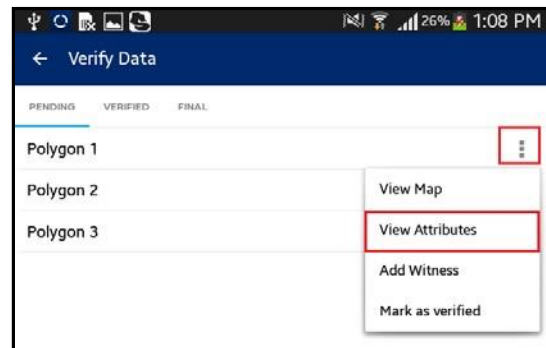 26% 1:08 PM
← Verify Data
PENDING VERIFIED FINAL
Polygon 1
Polygon 2
Polygon 3
View Map
View Attributes
Add Witness
Mark as verified